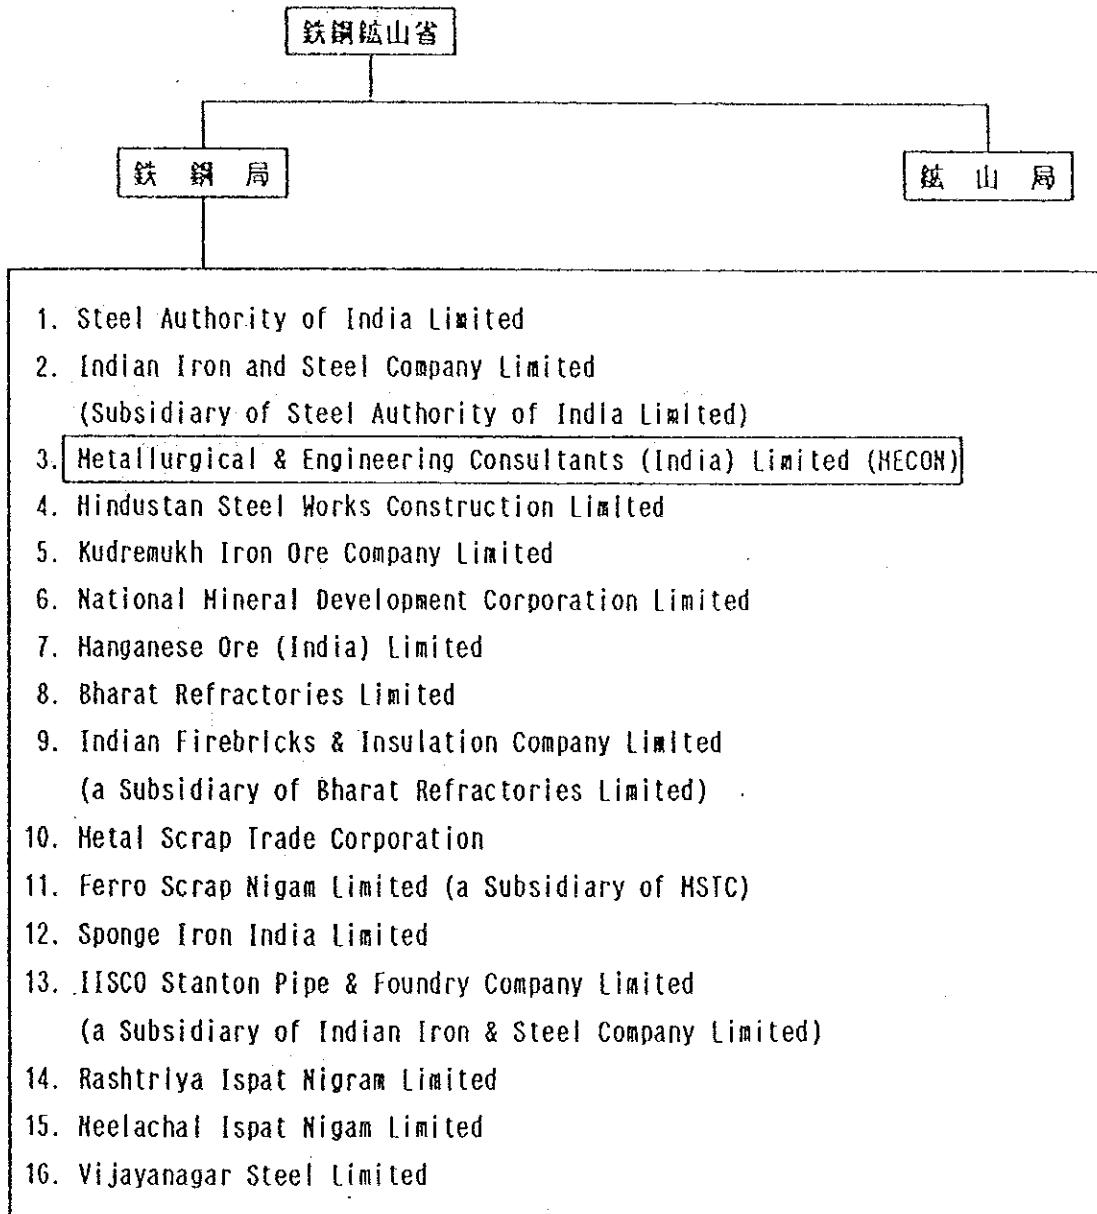 鉄鋼鉱山省
鉄 鋼 局
鉱 山 局
1. Steel Authority of India Limited
2. Indian Iron and Steel Company Limited
(Subsidiary of Steel Authority of India Limited)
3. Metallurgical & Engineering Consultants (India) Limited (MECON)
4. Hindustan Steel Works Construction Limited
5. Kudremukh Iron Ore Company Limited
6. National Mineral Development Corporation Limited
7. Manganese Ore (India) Limited
8. Bharat Refractories Limited
9. Indian Firebricks & Insulation Company Limited
(a Subsidiary of Bharat Refractories Limited)
10. Metal Scrap Trade Corporation
11. Ferro Scrap Nigam Limited (a Subsidiary of MSTC)
12. Sponge Iron India Limited
13. IISCO Stanton Pipe & Foundry Company Limited
(a Subsidiary of Indian Iron & Steel Company Limited)
14. Rashtriya Ispat Nigram Limited
15. Neelachal Ispat Nigam Limited
16. Vijayanagar Steel Limited